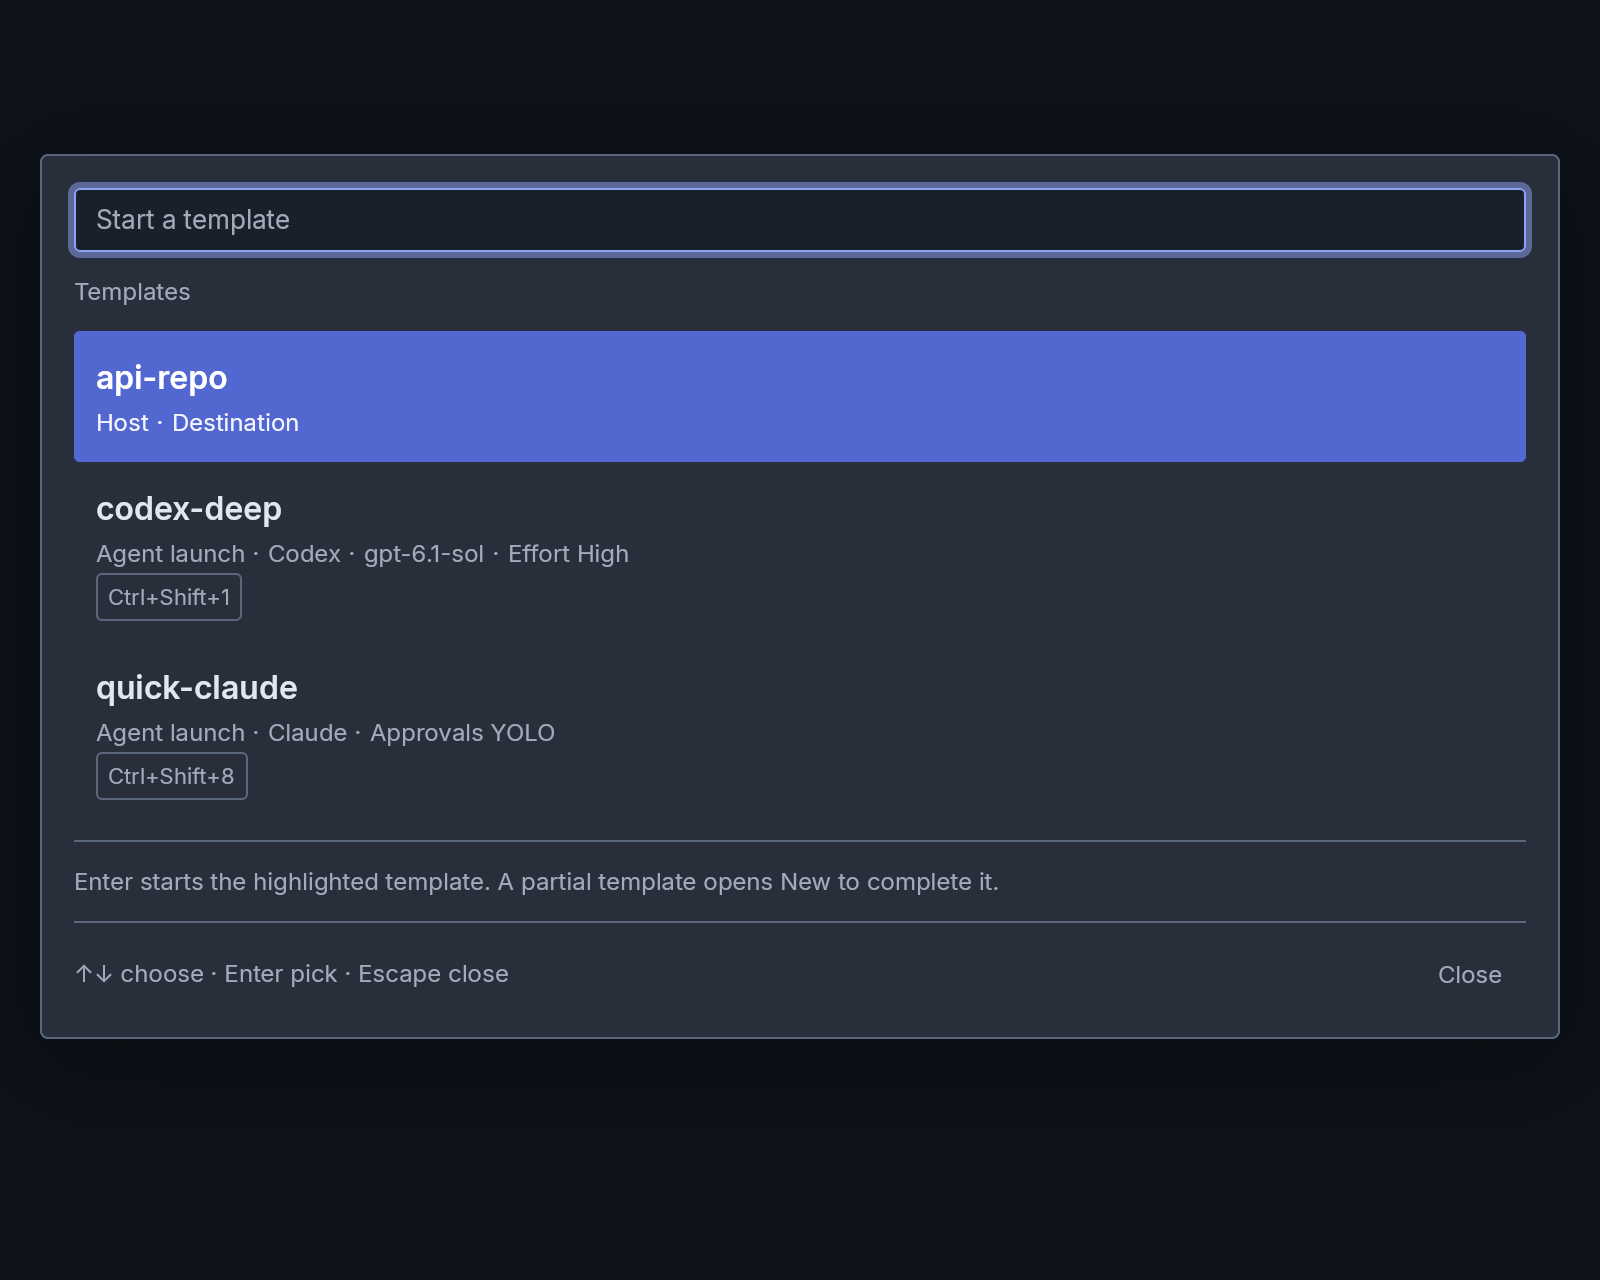 Start a template
Templates
api-repo
Host · Destination
codex-deep
Agent launch · Codex · gpt-6.1-sol · Effort High
Ctrl+Shift+1
quick-claude
Agent launch · Claude · Approvals YOLO
Ctrl+Shift+8
Enter starts the highlighted template. A partial template opens New to complete it.
↑↓ choose · Enter pick · Escape close
Close